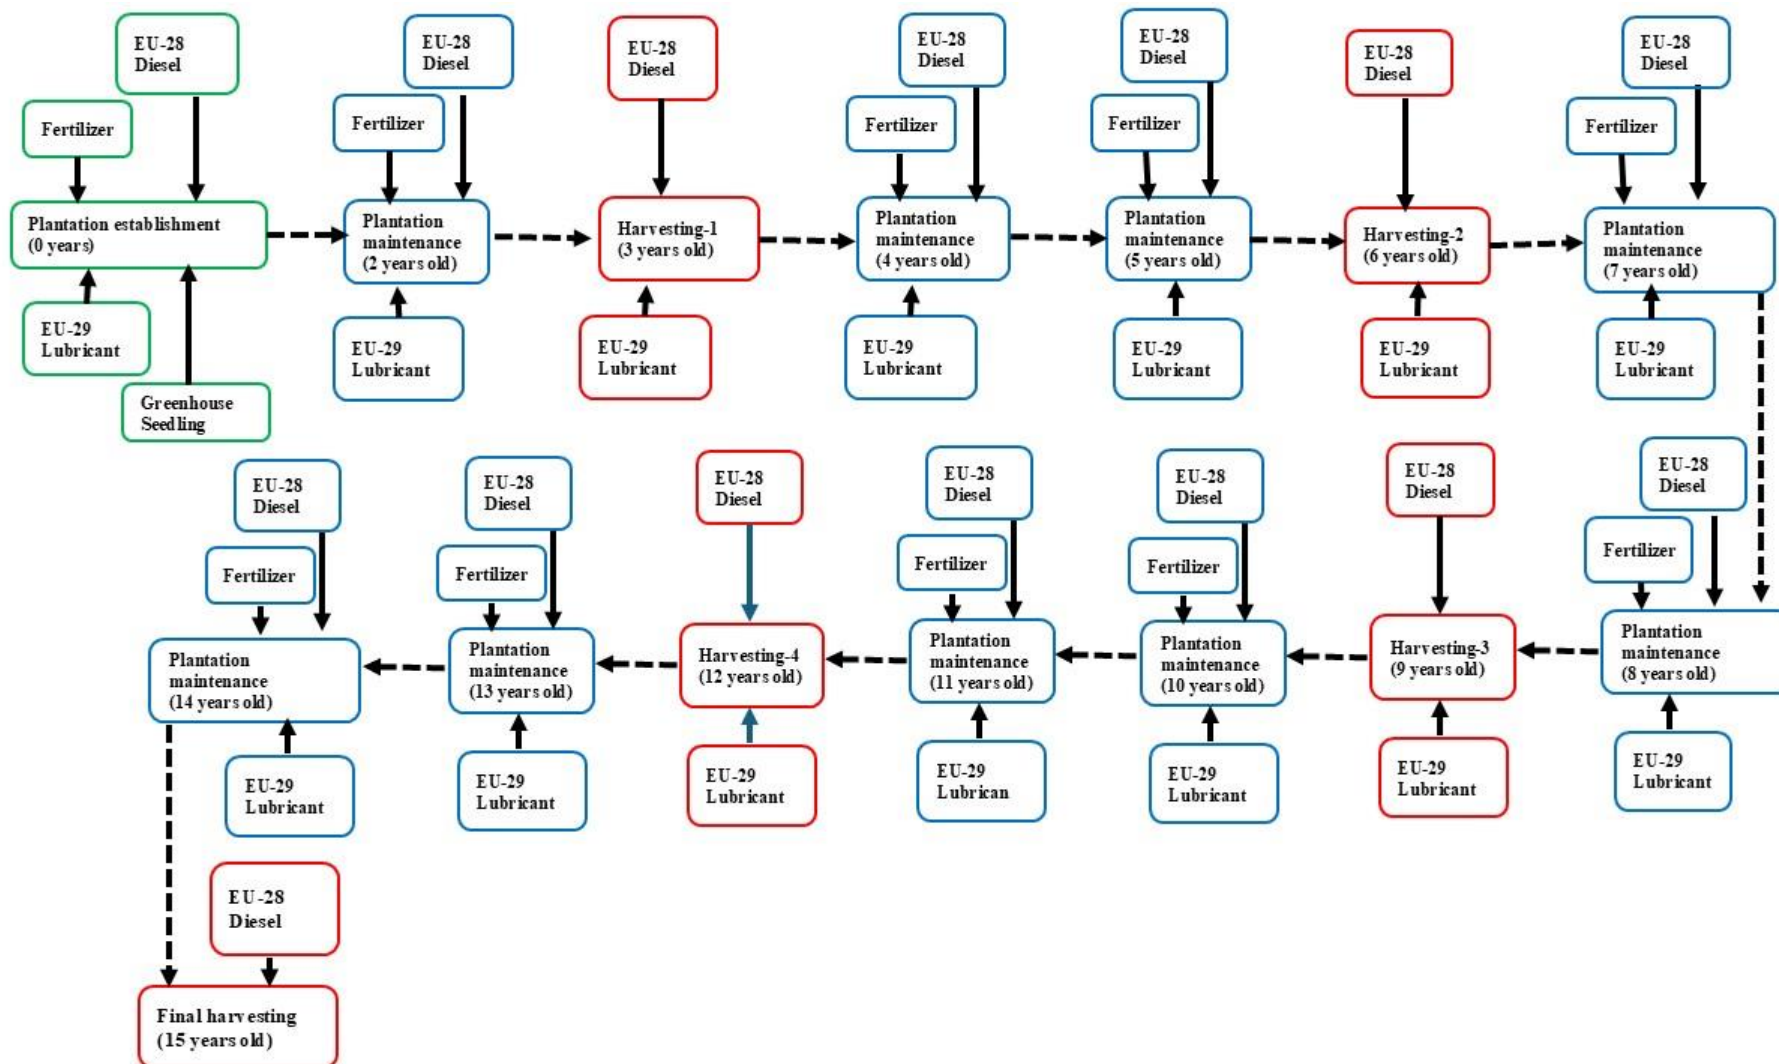 EU-28
Diesel
Fertilizer
Plantation establishment
(0 years)
EU-29
Lubricant
Greenhouse
Seedling
EU-28
Diesel
Fertilizer
Plantation
maintenance
(2 years old)
EU-29
Lubricant
EU-28
Diesel
Harvesting-1
(3 years old)
EU-29
Lubricant
EU-28
Diesel
Fertilizer
Plantation
maintenance
(4 years old)
EU-29
Lubricant
EU-28
Diesel
Fertilizer
Plantation
maintenance
(5 years old)
EU-29
Lubricant
EU-28
Diesel
Harvesting-2
(6 years old)
EU-29
Lubricant
EU-28
Diesel
Fertilizer
Plantation
maintenance
(7 years old)
EU-29
Lubricant
EU-28
Diesel
Fertilizer
Plantation
maintenance
(8 years old)
EU-29
Lubricant
EU-28
Diesel
Harvesting-3
(9 years old)
EU-29
Lubricant
EU-28
Diesel
Fertilizer
Plantation
maintenance
(10 years old)
EU-29
Lubricant
EU-28
Diesel
Fertilizer
Plantation
maintenance
(11 years old)
EU-29
Lubrican
EU-28
Diesel
Harvesting-4
(12 years old)
EU-29
Lubricant
EU-28
Diesel
Fertilizer
Plantation
maintenance
(13 years old)
EU-29
Lubricant
EU-28
Diesel
Fertilizer
Plantation
maintenance
(14 years old)
EU-29
Lubricant
EU-28
Diesel
Final harvesting
(15 years old)